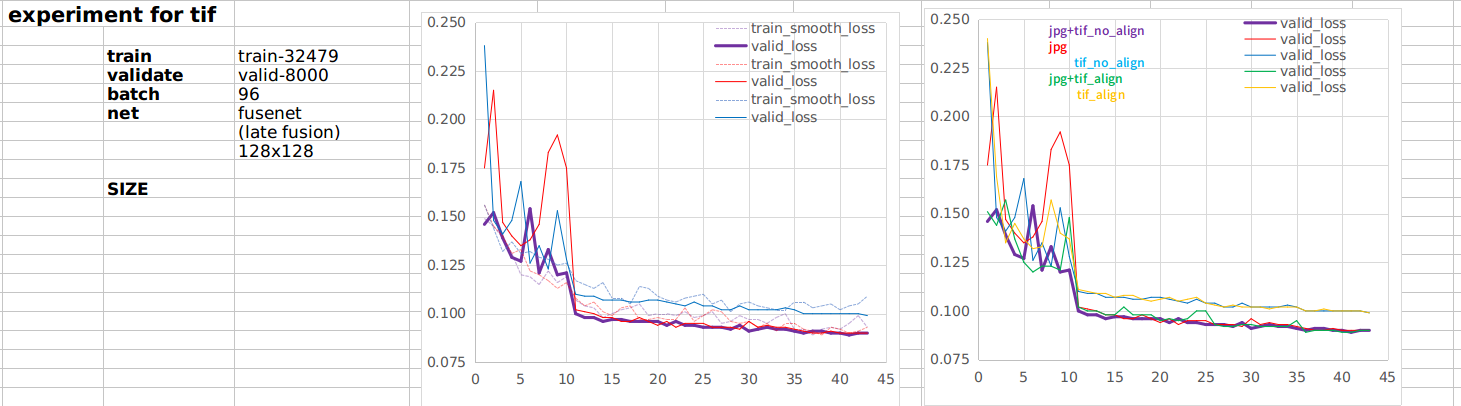 experiment for tif
train train-32479
validate valid-8000
batch 96
net fusenet
(late fusion)
128x128
SIZE
0.250
0.225
0.200
0.175
0.150
0.125
0.100
0.075
0 5 10 15 20 25 30 35 40 45
train_smooth_loss
valid_loss
train_smooth_loss
valid_loss
train_smooth_loss
valid_loss
0.250
0.225
0.200
0.175
0.150
0.125
0.100
0.075
0 5 10 15 20 25 30 35 40 45
jpg+tif_no_align
jpg
tif_no_align
jpg+tif_align
tif_align
valid_loss
valid_loss
valid_loss
valid_loss
valid_loss